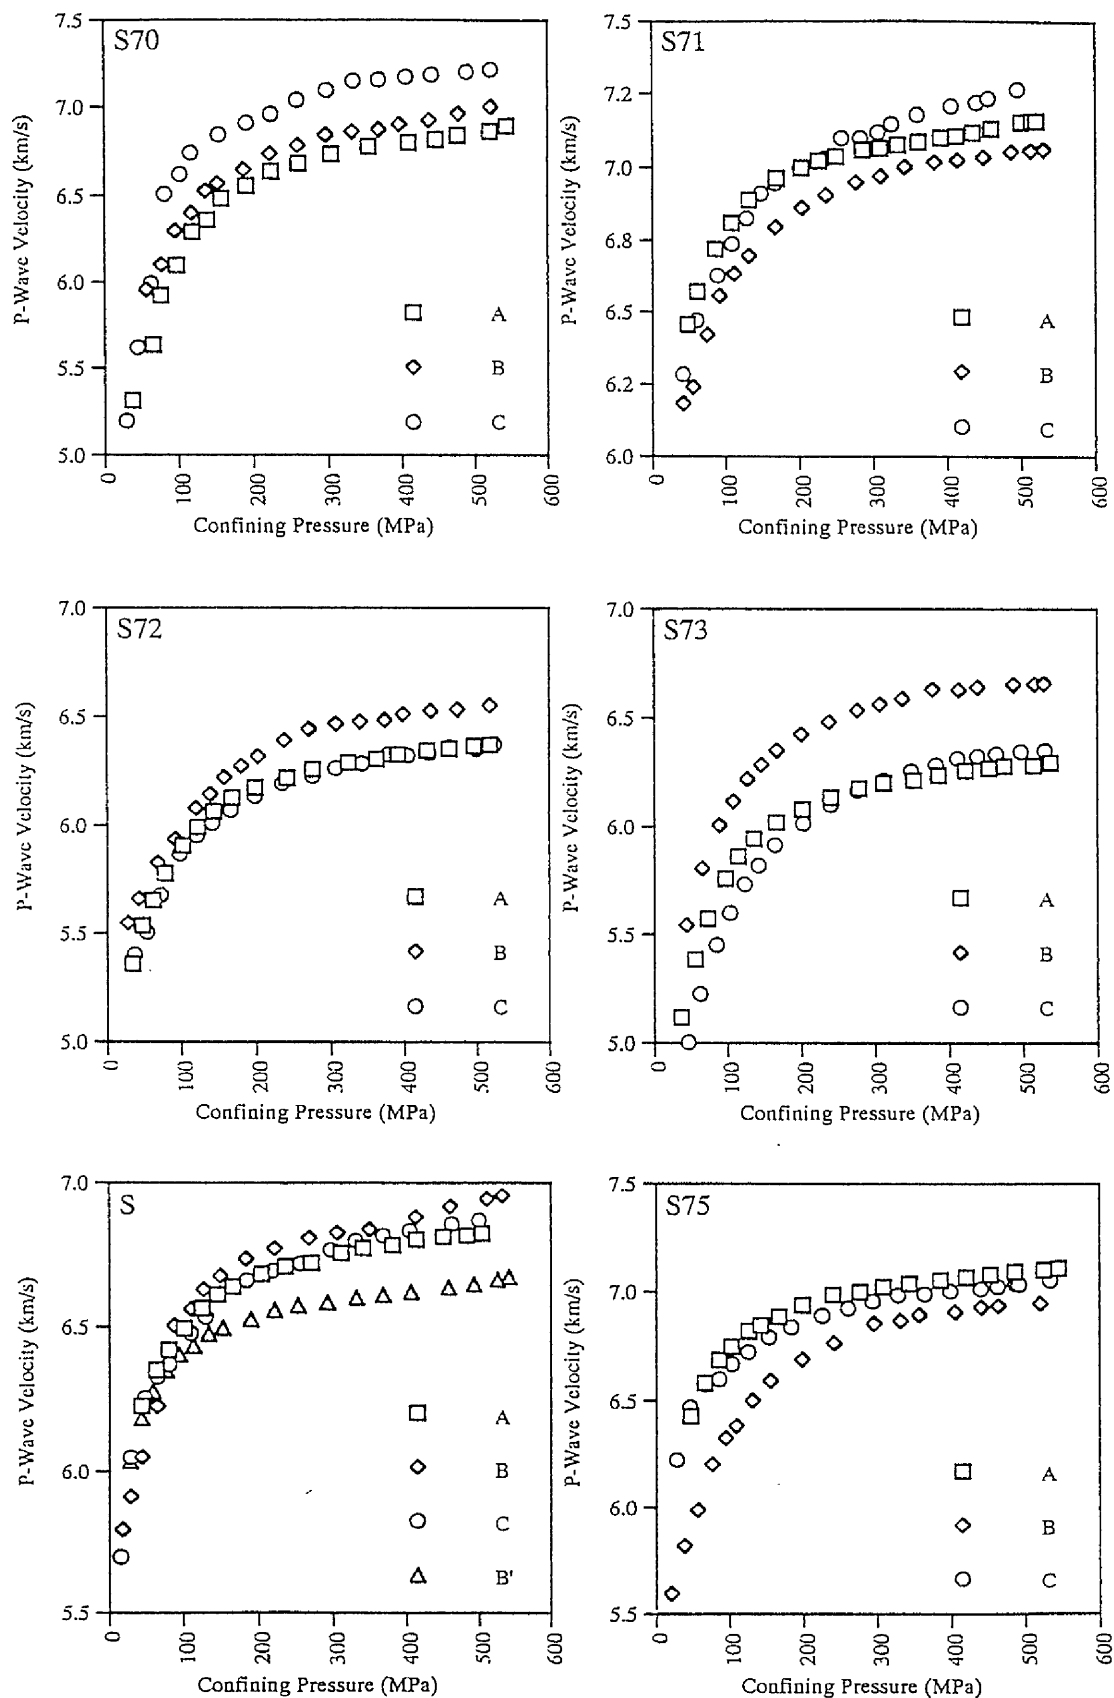 S70
P-Wave Velocity (km/s)
7.5
7.0
6.5
6.0
5.5
5.0
A
B
C
0
100
200
300
400
500
600
Confining Pressure (MPa)
S71
P-Wave Velocity (km/s)
7.5
7.2
7.0
6.8
6.5
6.2
6.0
A
B
C
0
100
200
300
400
500
600
Confining Pressure (MPa)
S72
P-Wave Velocity (km/s)
7.0
6.5
6.0
5.5
5.0
A
B
C
0
100
200
300
400
500
600
Confining Pressure (MPa)
S73
P-Wave Velocity (km/s)
7.0
6.5
6.0
5.5
5.0
A
B
C
0
100
200
300
400
500
600
Confining Pressure (MPa)
S
P-Wave Velocity (km/s)
7.0
6.5
6.0
5.5
A
B
C
B'
0
100
200
300
400
500
600
Confining Pressure (MPa)
S75
P-Wave Velocity (km/s)
7.5
7.0
6.5
6.0
5.5
A
B
C
0
100
200
300
400
500
600
Confining Pressure (MPa)